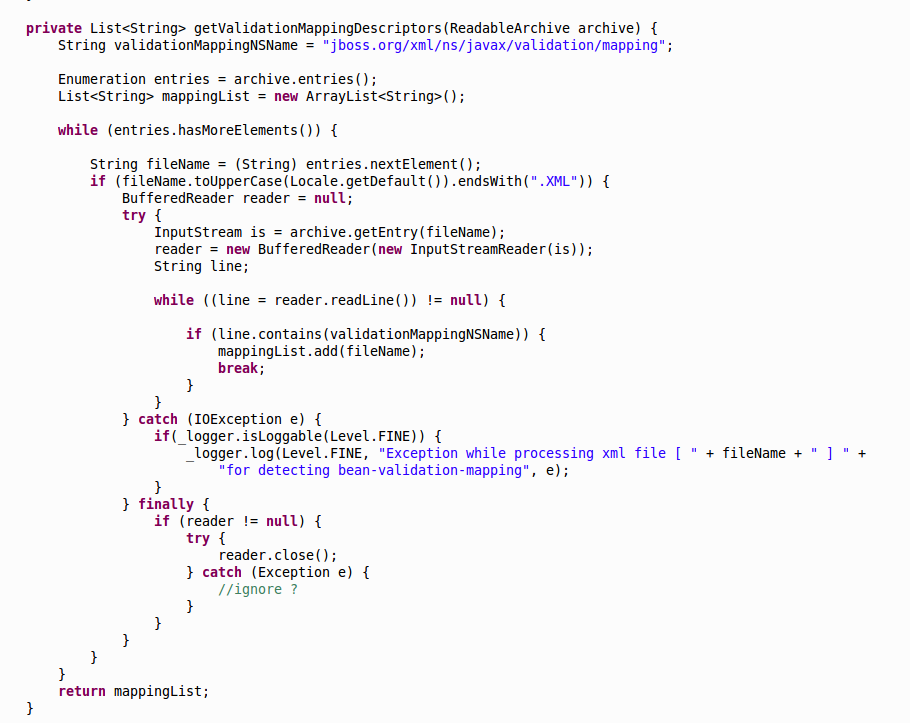 private List<String> getValidationMappingDescriptors(ReadableArchive archive) {
    String validationMappingNSName = "jboss.org/xml/ns/javax/validation/mapping";
    Enumeration entries = archive.entries();
    List<String> mappingList = new ArrayList<String>();
    while (entries.hasMoreElements()) {
        String fileName = (String) entries.nextElement();
        if (fileName.toUpperCase(Locale.getDefault()).endsWith(".XML")) {
            BufferedReader reader = null;
            try {
                InputStream is = archive.getEntry(fileName);
                reader = new BufferedReader(new InputStreamReader(is));
                String line;
                while ((line = reader.readLine()) != null) {
                    if (line.contains(validationMappingNSName)) {
                        mappingList.add(fileName);
                        break;
                    }
                }
            } catch (IOException e) {
                if(_logger.isLoggable(Level.FINE)) {
                    _logger.log(Level.FINE, "Exception while processing xml file [ " + fileName + " ] " +
                        "for detecting bean-validation-mapping", e);
                }
            } finally {
                if (reader != null) {
                    try {
                        reader.close();
                    } catch (Exception e) {
                        //ignore ?
                    }
                }
            }
        }
    }
    return mappingList;
}